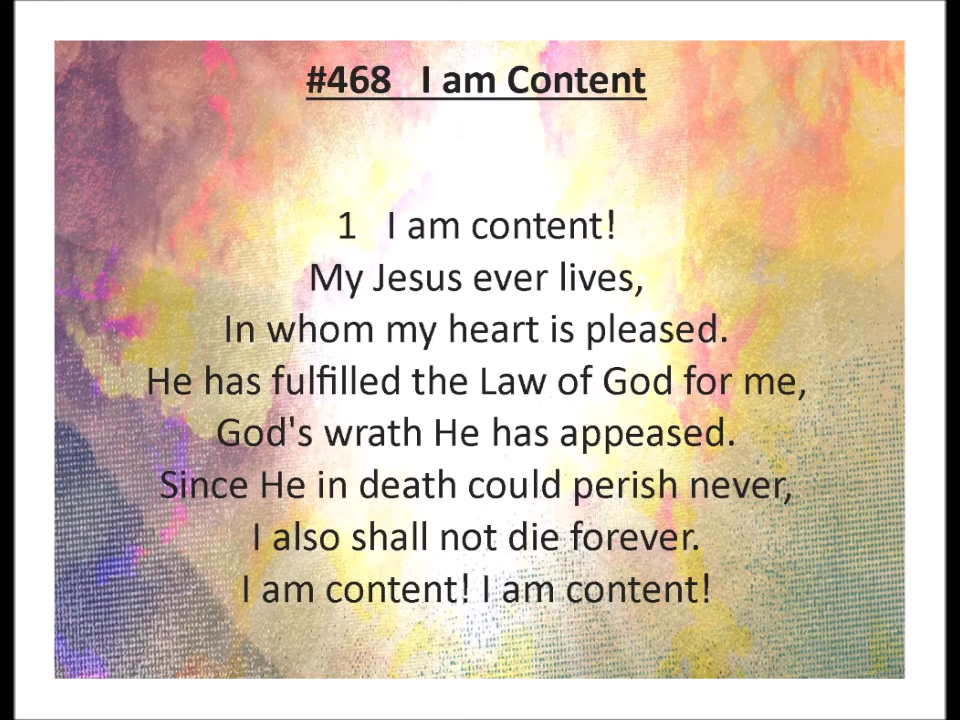 #468   I am Content
1   I am content!
My Jesus ever lives,
In whom my heart is pleased.
He has fulfilled the Law of God for me,
God's wrath He has appeased.
Since He in death could perish never,
I also shall not die forever.
I am content! I am content!